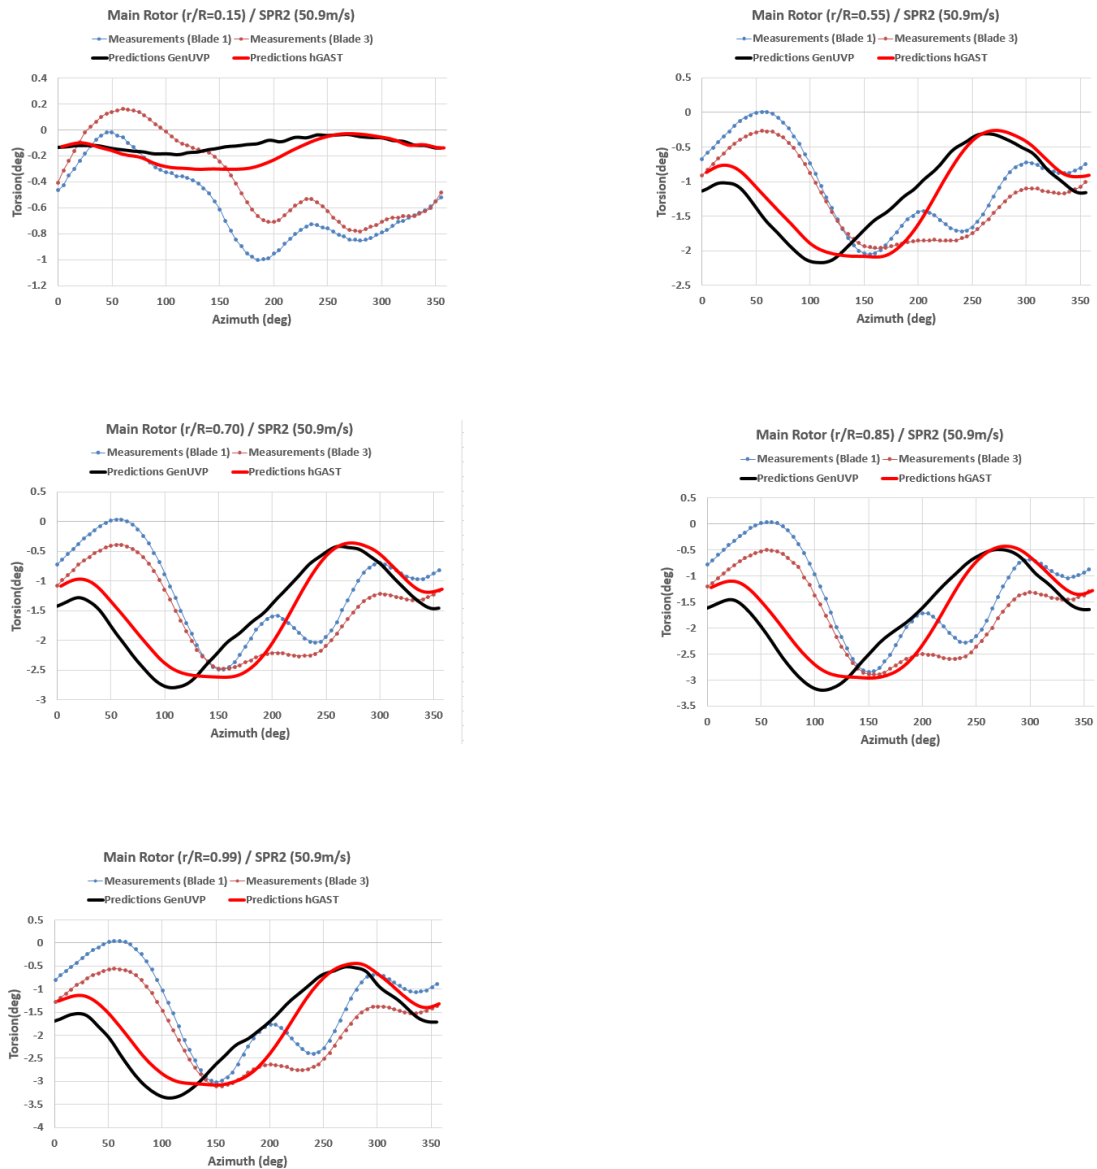 Main Rotor (r/R=0.15) / SPR2 (50.9m/s)
Measurements (Blade 1) Measurements (Blade 3)
Predictions GenUVP Predictions hGAST
0.4
0.2
0
-0.2
-0.4
-0.6
-0.8
-1
-1.2
Torsion(deg)
0 50 100 150 200 250 300 350
Azimuth (deg)
Main Rotor (r/R=0.55) / SPR2 (50.9m/s)
Measurements (Blade 1) Measurements (Blade 3)
Predictions GenUVP Predictions hGAST
0.5
0
-0.5
-1
-1.5
-2
-2.5
Torsion(deg)
0 50 100 150 200 250 300 350
Azimuth (deg)
Main Rotor (r/R=0.70) / SPR2 (50.9m/s)
Measurements (Blade 1) Measurements (Blade 3)
Predictions GenUVP Predictions hGAST
0.5
0
-0.5
-1
-1.5
-2
-2.5
-3
Torsion(deg)
0 50 100 150 200 250 300 350
Azimuth (deg)
Main Rotor (r/R=0.85) / SPR2 (50.9m/s)
Measurements (Blade 1) Measurements (Blade 3)
Predictions GenUVP Predictions hGAST
0.5
0
-0.5
-1
-1.5
-2
-2.5
-3
-3.5
Torsion(deg)
0 50 100 150 200 250 300 350
Azimuth (deg)
Main Rotor (r/R=0.99) / SPR2 (50.9m/s)
Measurements (Blade 1) Measurements (Blade 3)
Predictions GenUVP Predictions hGAST
0.5
0
-0.5
-1
-1.5
-2
-2.5
-3
-3.5
-4
Torsion(deg)
0 50 100 150 200 250 300 350
Azimuth (deg)